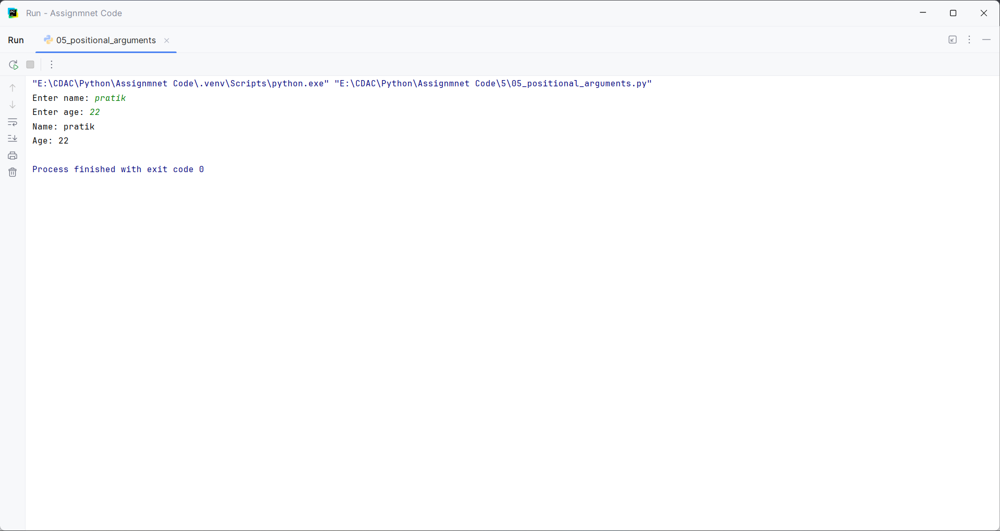 Run - Assignmnet Code
Run 05_positional_arguments
"E:\CDAC\Python\Assignmnet Code\.venv\Scripts\python.exe" "E:\CDAC\Python\Assignmnet Code\5\05_positional_arguments.py"
Enter name: pratik
Enter age: 22
Name: pratik
Age: 22
Process finished with exit code 0